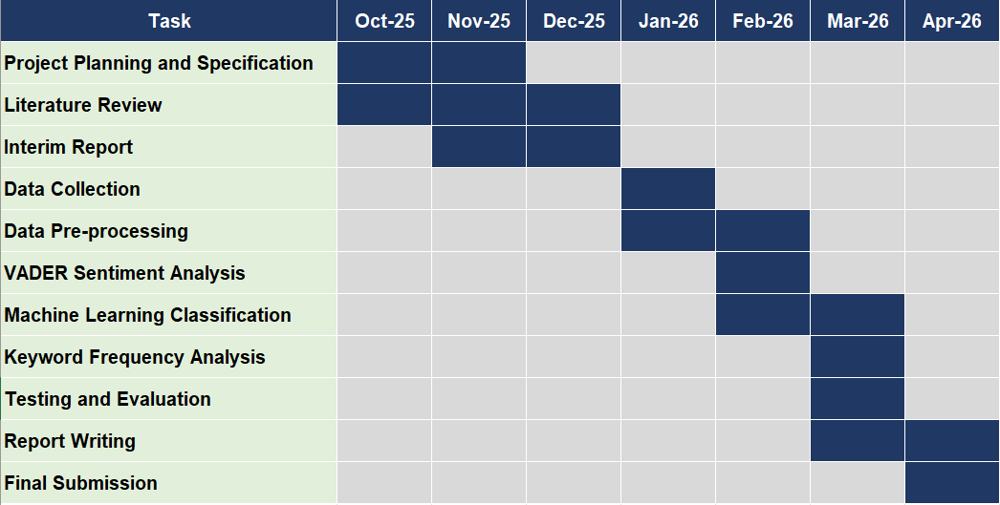 Task Oct-25 Nov-25 Dec-25 Jan-26 Feb-26 Mar-26 Apr-26
Project Planning and Specification
Literature Review
Interim Report
Data Collection
Data Pre-processing
VADER Sentiment Analysis
Machine Learning Classification
Keyword Frequency Analysis
Testing and Evaluation
Report Writing
Final Submission